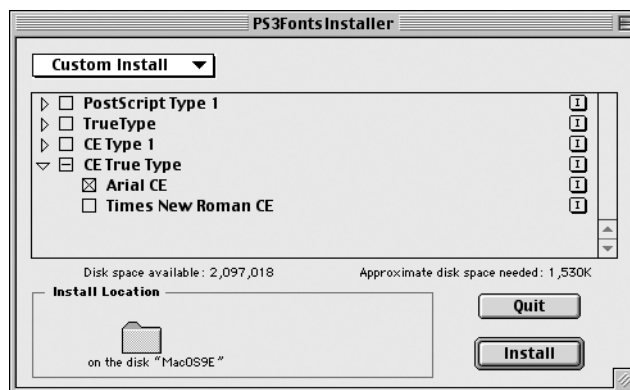 PS3FontsInstaller
Custom Install
PostScript Type 1
TrueType
CE Type 1
CE True Type
Arial CE
Times New Roman CE
Disk space available: 2,097,018 Approximate disk space needed: 1,530K
Install Location
on the disk “MacOS9E”
Quit
Install